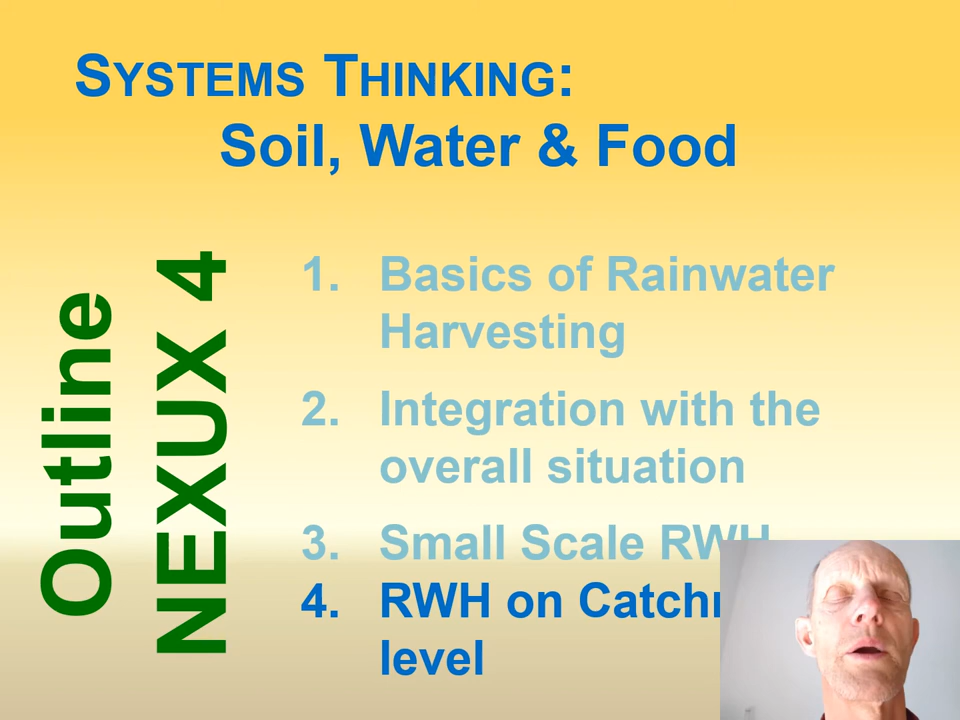 SYSTEMS THINKING:
Soil, Water & Food
Outline
NEXUX 4
1. Basics of Rainwater
Harvesting
2. Integration with the
overall situation
3. Small Scale RWH
4. RWH on
level